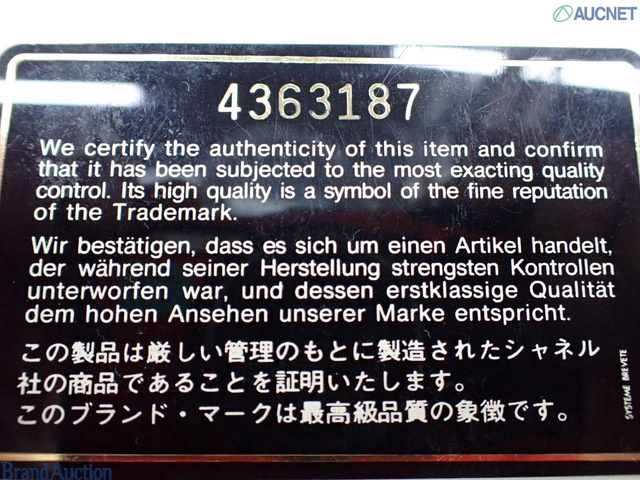 AUCNET
4363187
We certify the authenticity of this item and confirm
that it has been subjected to the most exacting quality
control. Its high quality is a symbol of the fine reputation
of the Trademark.
Wir bestätigen, dass es sich um einen Artikel handelt,
der während seiner Herstellung strengsten Kontrollen
unterworfen war, und dessen erstklassige Qualität
dem hohen Ansehen unserer Marke entspricht.
この製品は厳しい管理のもとに製造されたシャネル
社の商品であることを証明いたします。
このブランド・マークは最高級品質の象徴です。
SYSTEME BREVETE
Brand Auction